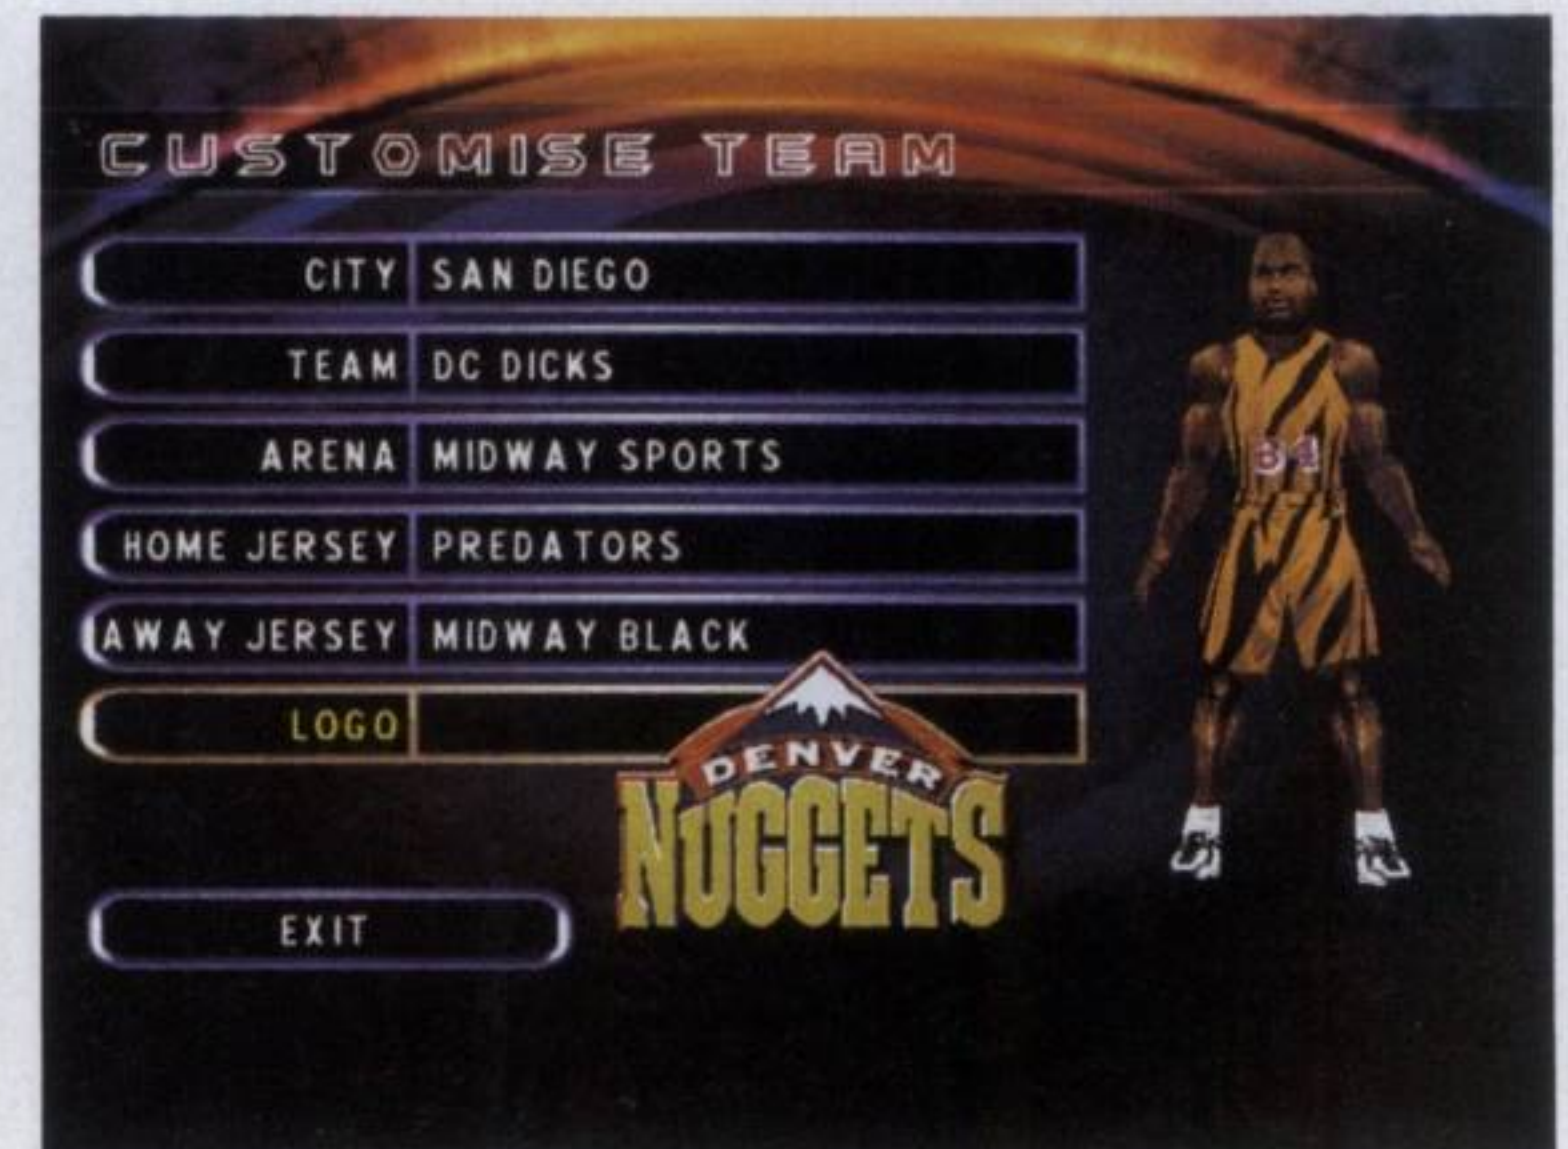 CUSTOMISE TEAM
CITY SAN DIEGO
TEAM DC DICKS
ARENA MIDWAY SPORTS
HOME JERSEY PREDATORS
AWAY JERSEY MIDWAY BLACK
LOGO
DENVER
NUGGETS
EXIT